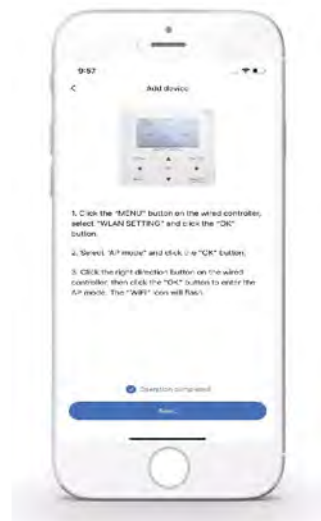 9:57
Add device
1. Click the "MENU" button on the wired controller,
select "WLAN SETTING" and click the "OK"
button.
2. Select "AP mode" and click the "OK" button.
3. Click the right direction button on the wired
controller, then click the "OK" button to enter the
AP mode. The "WiFi" icon will flash.
Operation completed